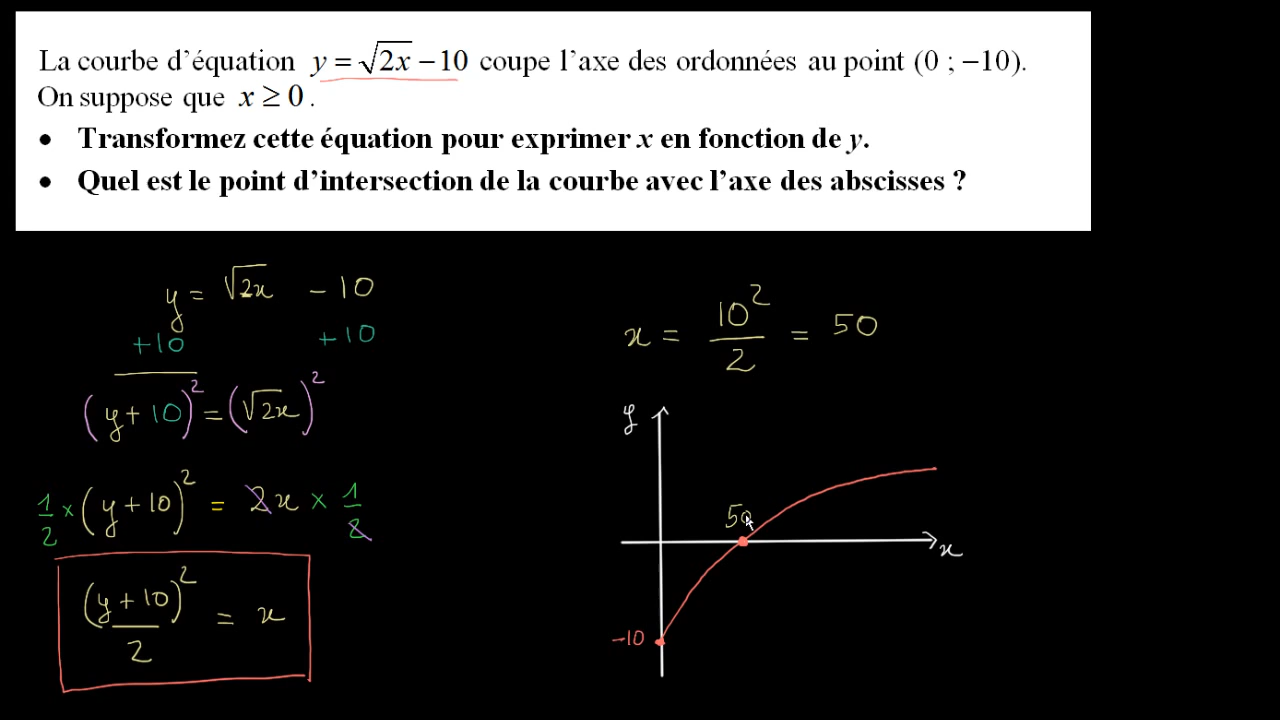 La courbe d'équation y = √2x − 10 coupe l'axe des ordonnées au point (0 ; −10).
On suppose que x ≥ 0 .
• Transformez cette équation pour exprimer x en fonction de y.
• Quel est le point d'intersection de la courbe avec l'axe des abscisses ?
y = √2x − 10
+10 +10
(y + 10)² = (√2x)²
1/2 × (y + 10)² = 2x × 1/2
(y + 10)²/2 = x
x = 10²/2 = 50
y
50
x
−10